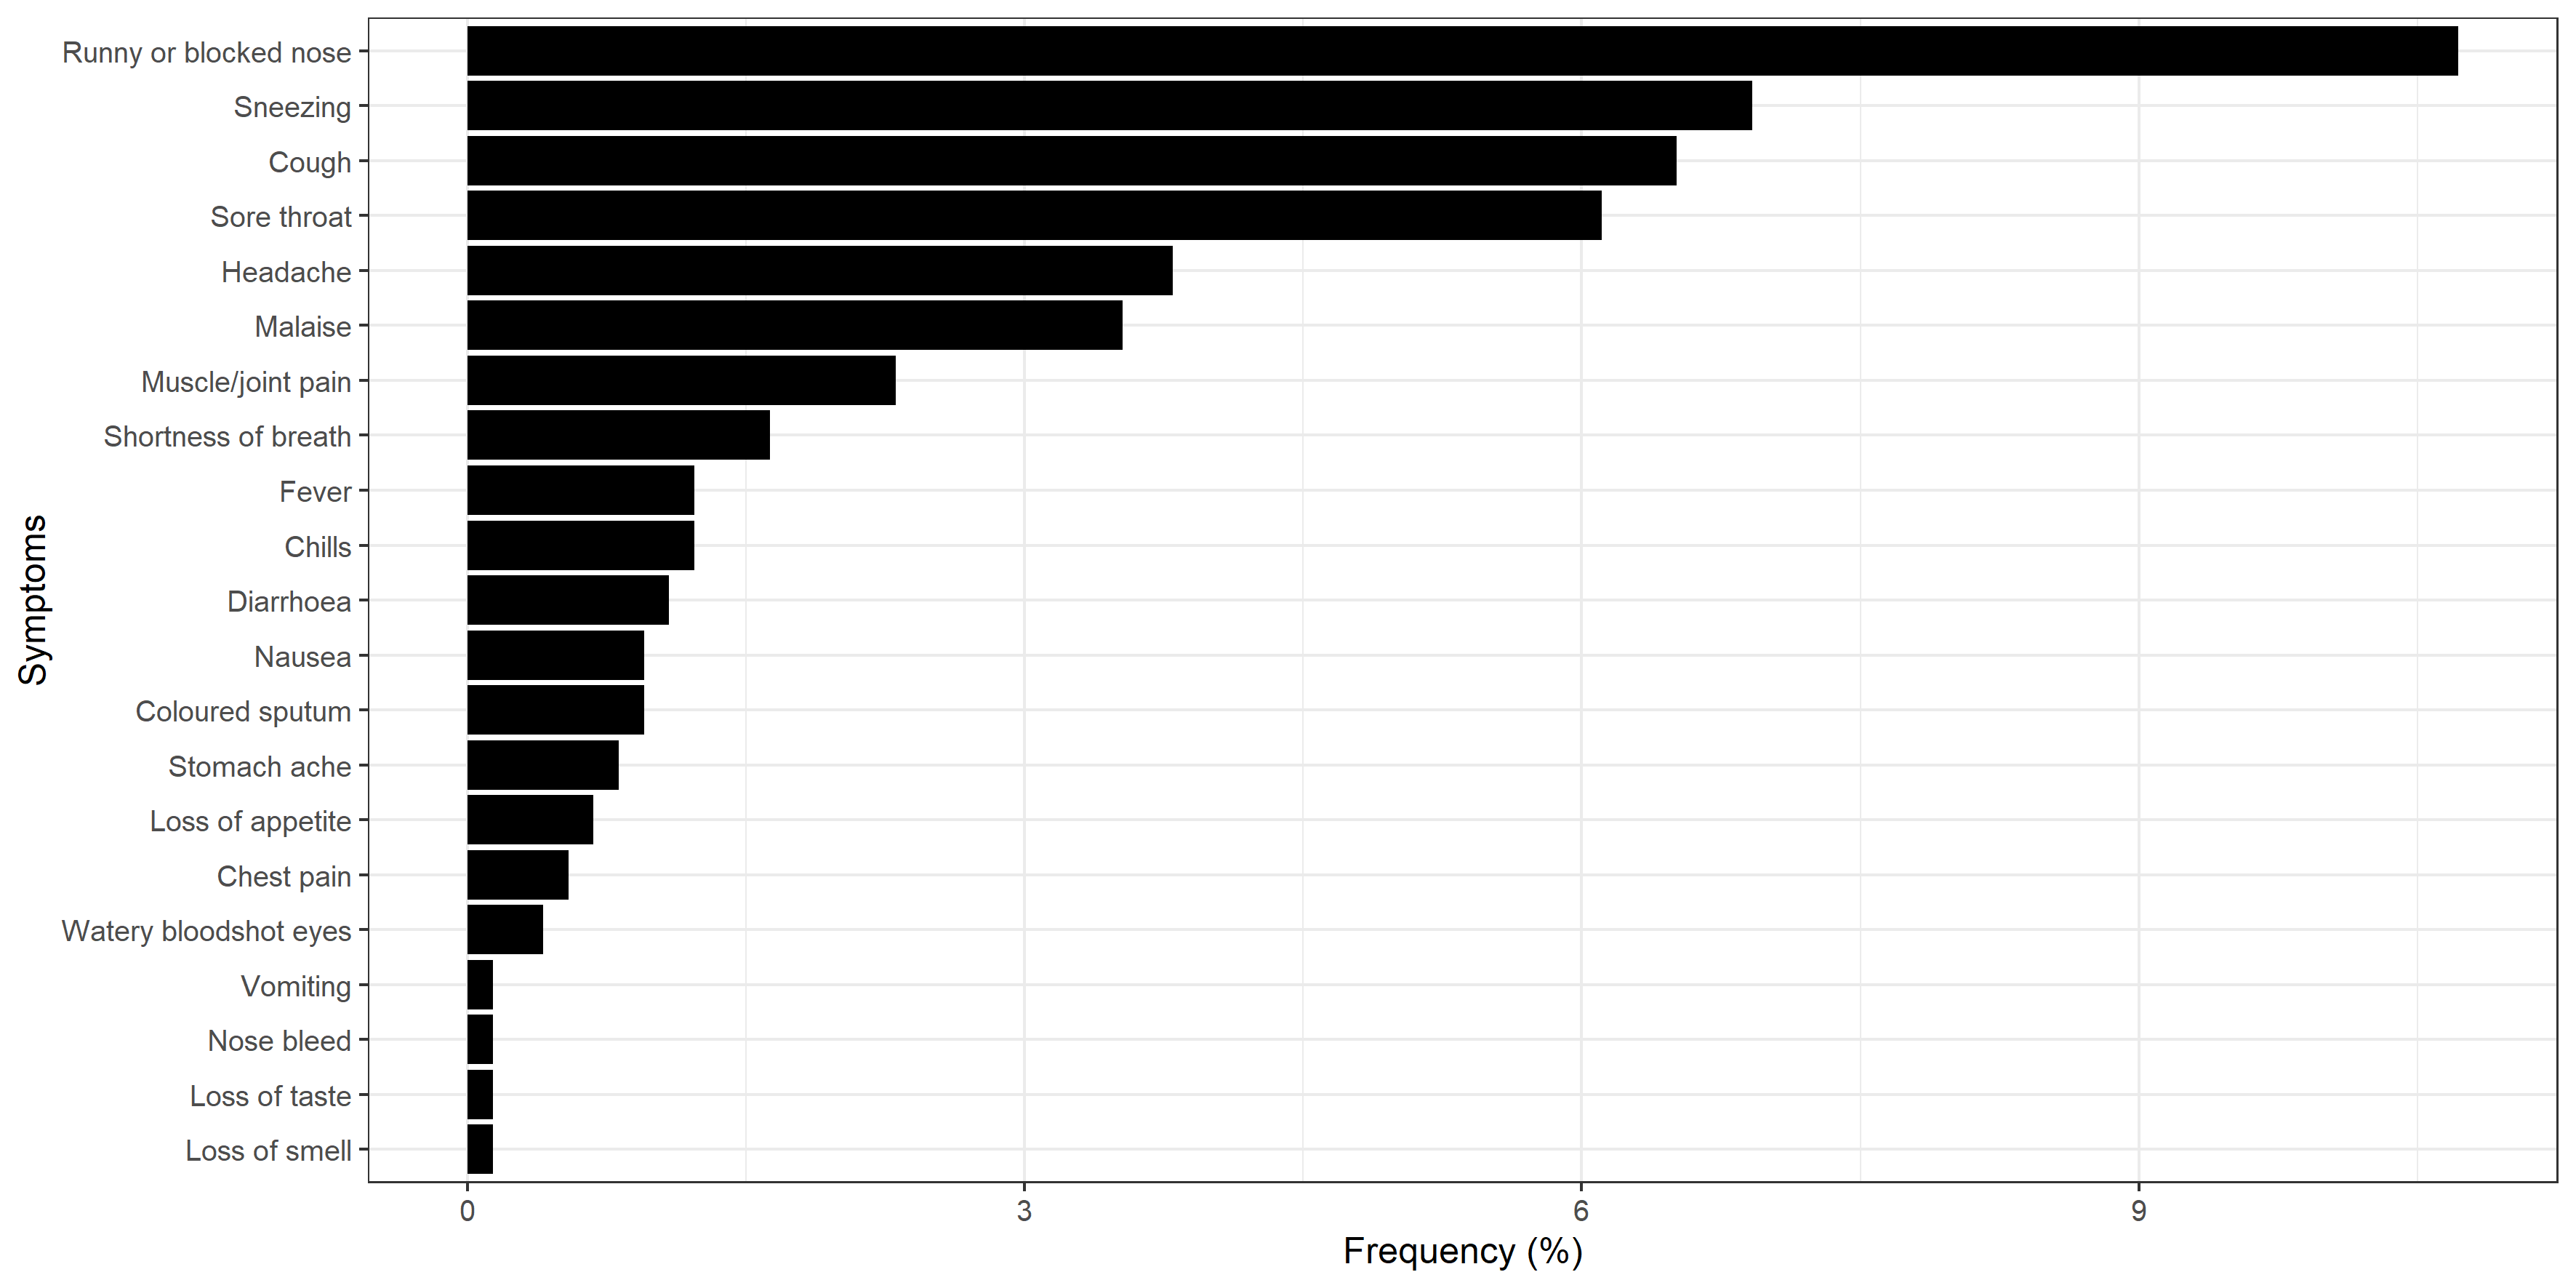 Runny or blocked nose
Sneezing
Cough
Sore throat
Headache
Malaise
Muscle/joint pain
Shortness of breath
Fever
Chills
Diarrhoea
Nausea
Coloured sputum
Stomach ache
Loss of appetite
Chest pain
Watery bloodshot eyes
Vomiting
Nose bleed
Loss of taste
Loss of smell
Symptoms
0 3 6 9
Frequency (%)